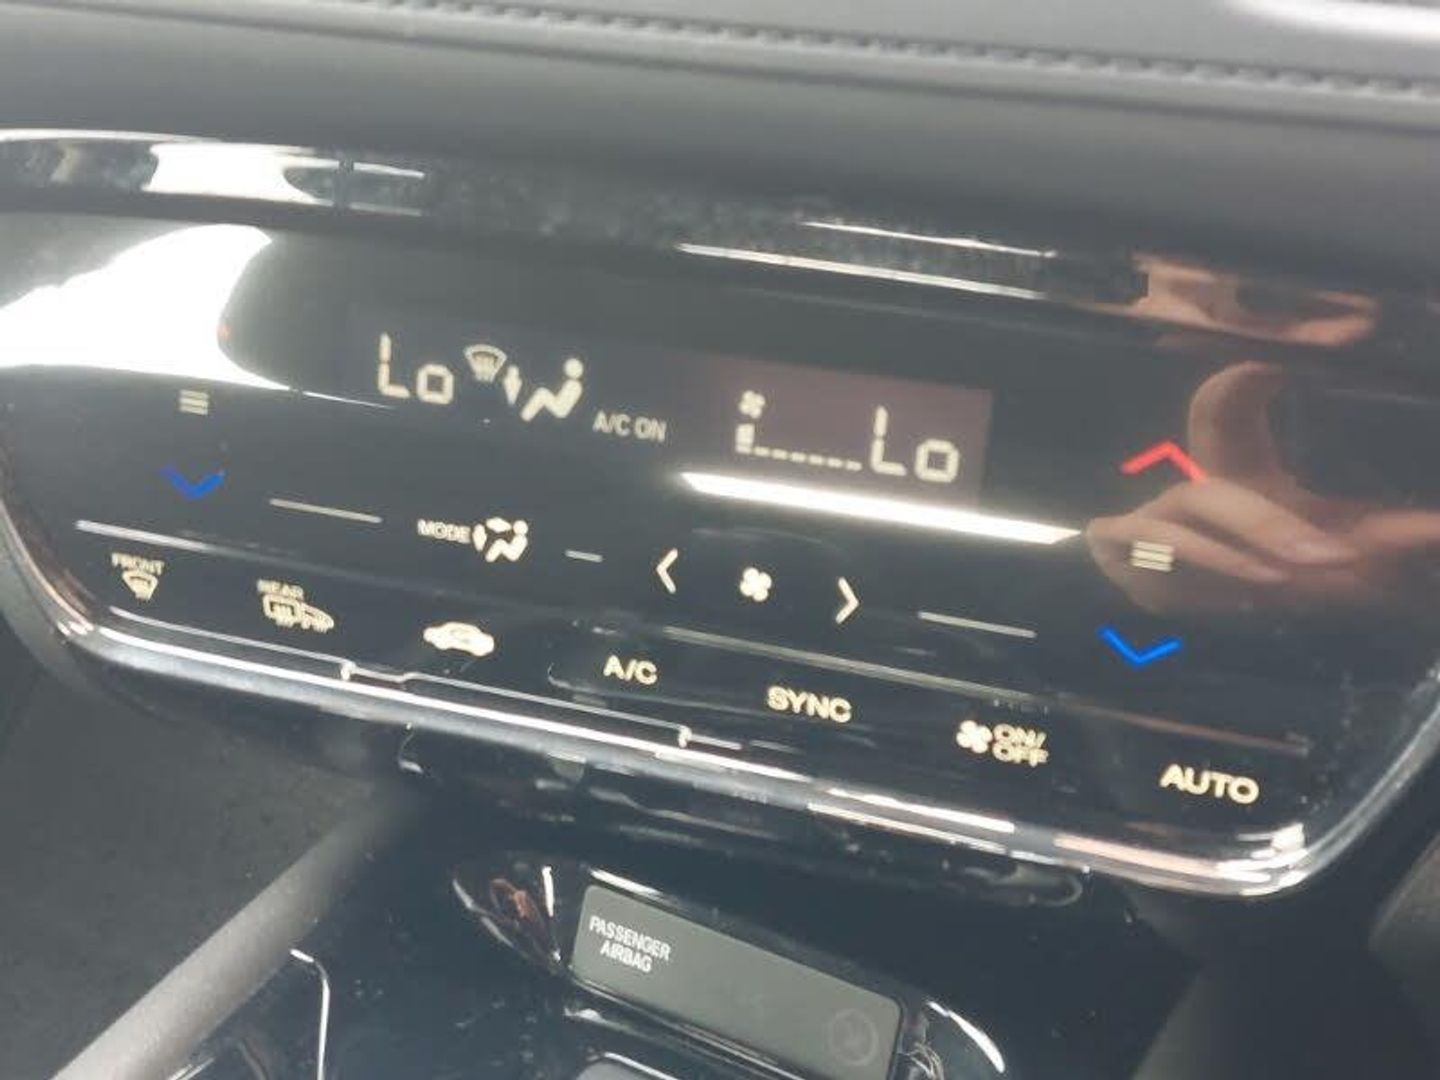 Lo
A/C ON
Lo
MODE
FRONT
REAR
A/C
SYNC
ON/
OFF
AUTO
PASSENGER
AIRBAG